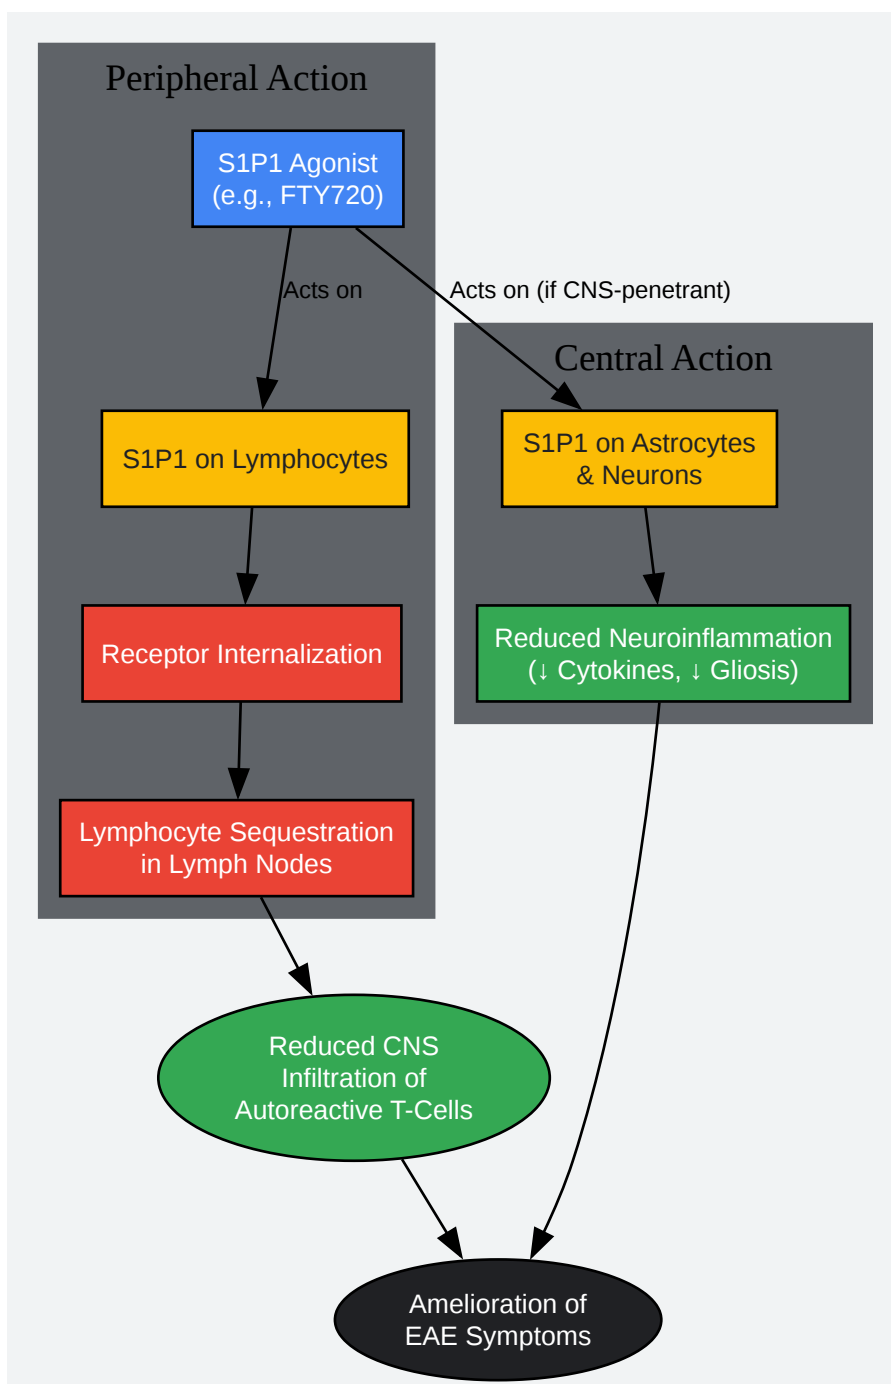 Peripheral Action
S1P1 Agonist
(e.g., FTY720)
Acts on
Acts on (if CNS-penetrant)
Central Action
S1P1 on Lymphocytes
S1P1 on Astrocytes
& Neurons
Receptor Internalization
Reduced Neuroinflammation
(↓ Cytokines, ↓ Gliosis)
Lymphocyte Sequestration
in Lymph Nodes
Reduced CNS
Infiltration of
Autoreactive T-Cells
Amelioration of
EAE Symptoms